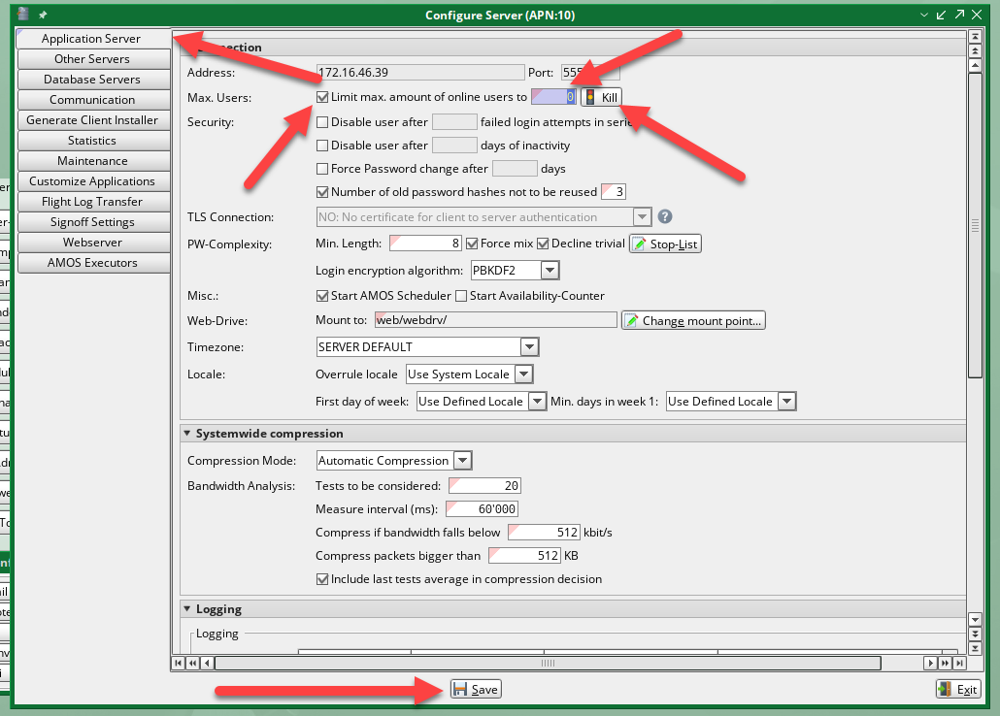 Configure Server (APN:10)
Application Server
Other Servers
Database Servers
Communication
Generate Client Installer
Statistics
Maintenance
Customize Applications
Flight Log Transfer
Signoff Settings
Webserver
AMOS Executors
Address: 172.16.46.39 Port:
Max. Users: Limit max. amount of online users to 0 Kill
Security: Disable user after failed login attempts in
Disable user after days of inactivity
Force Password change after days
Number of old password hashes not to be reused 3
TLS Connection: NO: No certificate for client to server authentication ?
PW-Complexity: Min. Length: 8 Force mix Decline trivial Stop-List
Login encryption algorithm: PBKDF2
Misc.: Start AMOS Scheduler Start Availability-Counter
Web-Drive: Mount to: web/webdrv/ Change mount point...
Timezone: SERVER DEFAULT
Locale: Overrule locale Use System Locale
First day of week: Use Defined Locale Min. days in week 1: Use Defined Locale
Systemwide compression
Compression Mode: Automatic Compression
Bandwidth Analysis: Tests to be considered: 20
Measure interval (ms): 60'000
Compress if bandwidth falls below 512 kbit/s
Compress packets bigger than 512 KB
Include last tests average in compression decision
Logging
Logging
Save Exit